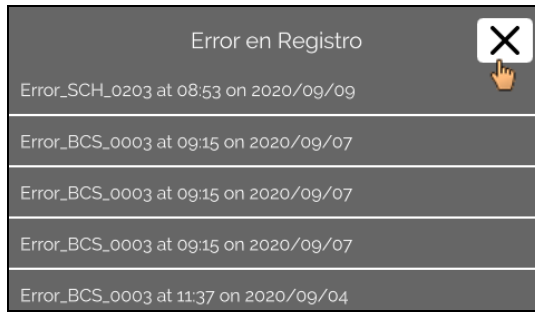 Error en Registro
Error_SCH_0203 at 08:53 on 2020/09/09
Error_BCS_0003 at 09:15 on 2020/09/07
Error_BCS_0003 at 09:15 on 2020/09/07
Error_BCS_0003 at 09:15 on 2020/09/07
Error_BCS_0003 at 11:37 on 2020/09/04